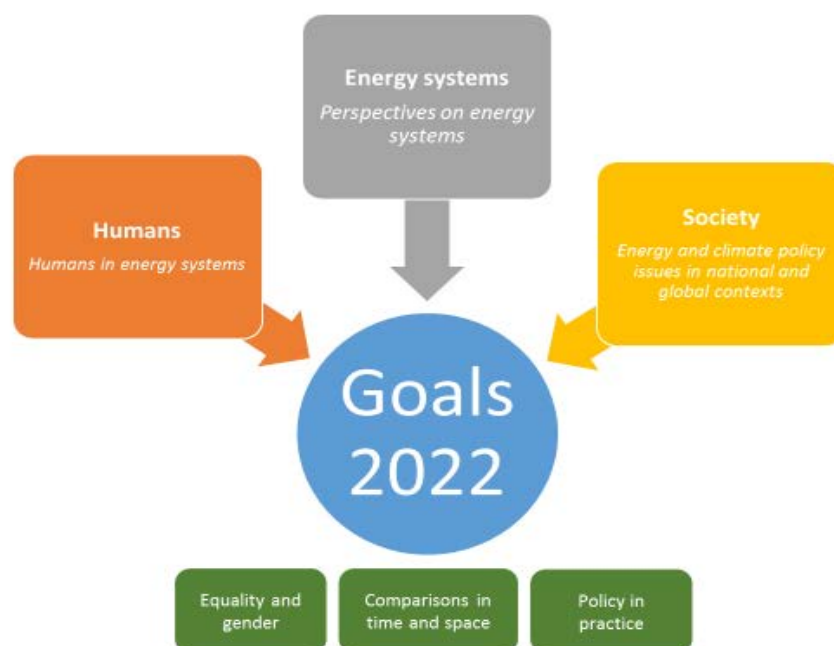 Energy systems
Perspectives on energy
systems
Humans
Humans in energy systems
Society
Energy and climate policy
issues in national and
global contexts
Goals
2022
Equality and
gender
Comparisons in
time and space
Policy in
practice